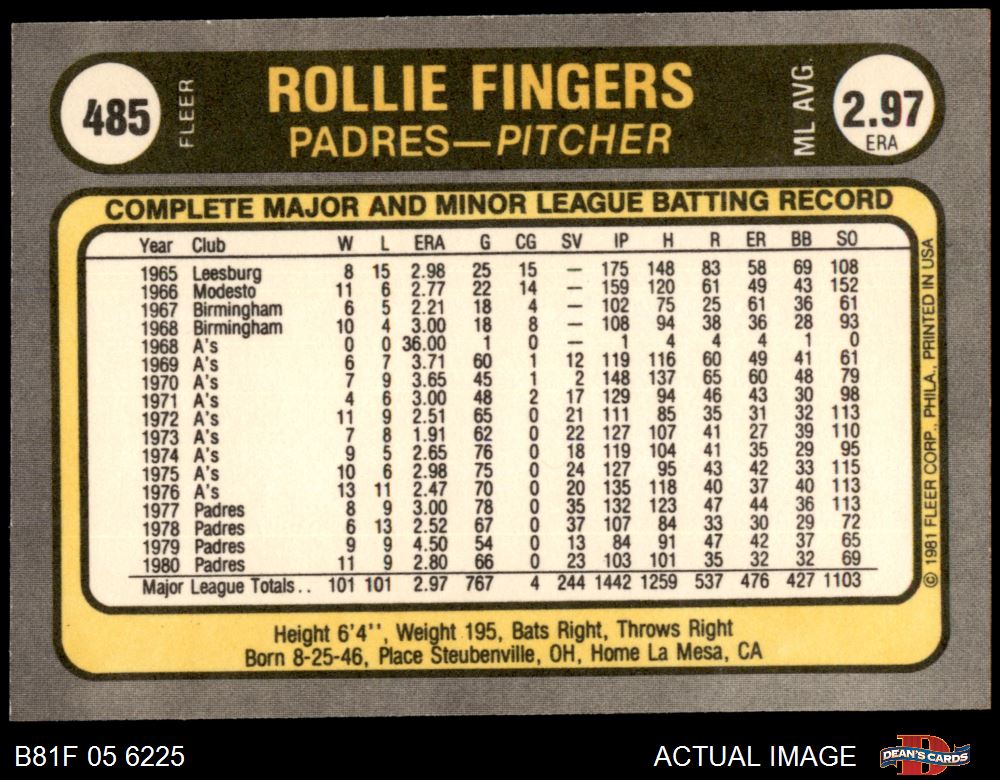 485
FLEER
ROLLIE FINGERS
PADRES—PITCHER
ML AVG.
2.97
ERA
COMPLETE MAJOR AND MINOR LEAGUE BATTING RECORD
Year Club W L ERA G CG SV IP H R ER BB SO
1965 Leesburg 8 15 2.98 25 15 — 175 148 83 58 69 108
1966 Modesto 11 6 2.77 22 14 — 159 120 61 49 43 152
1967 Birmingham 6 5 2.21 18 4 — 102 75 25 61 36 61
1968 Birmingham 10 4 3.00 18 8 — 108 94 38 36 28 93
1968 A's 0 0 36.00 1 0 — 1 4 4 4 1 0
1969 A's 6 7 3.71 60 1 12 119 116 60 49 41 61
1970 A's 7 9 3.65 45 1 2 148 137 65 60 48 79
1971 A's 4 6 3.00 48 2 17 129 94 46 43 30 98
1972 A's 11 9 2.51 65 0 21 111 85 35 31 32 113
1973 A's 7 8 1.91 62 0 22 127 107 41 27 39 110
1974 A's 9 5 2.65 76 0 18 119 104 41 35 29 95
1975 A's 10 6 2.98 75 0 24 127 95 43 42 33 115
1976 A's 13 11 2.47 70 0 20 135 118 40 37 40 113
1977 Padres 8 9 3.00 78 0 35 132 123 47 44 36 113
1978 Padres 6 13 2.52 67 0 37 107 84 33 30 29 72
1979 Padres 9 9 4.50 54 0 13 84 91 47 42 37 65
1980 Padres 11 9 2.80 66 0 23 103 101 35 32 32 69
Major League Totals.. 101 101 2.97 767 4 244 1442 1259 537 476 427 1103
© 1981 FLEER CORP., PHILA., PRINTED IN USA
Height 6'4'', Weight 195, Bats Right, Throws Right
Born 8-25-46, Place Steubenville, OH, Home La Mesa, CA
B81F 05 6225
ACTUAL IMAGE
DEAN'S CARDS